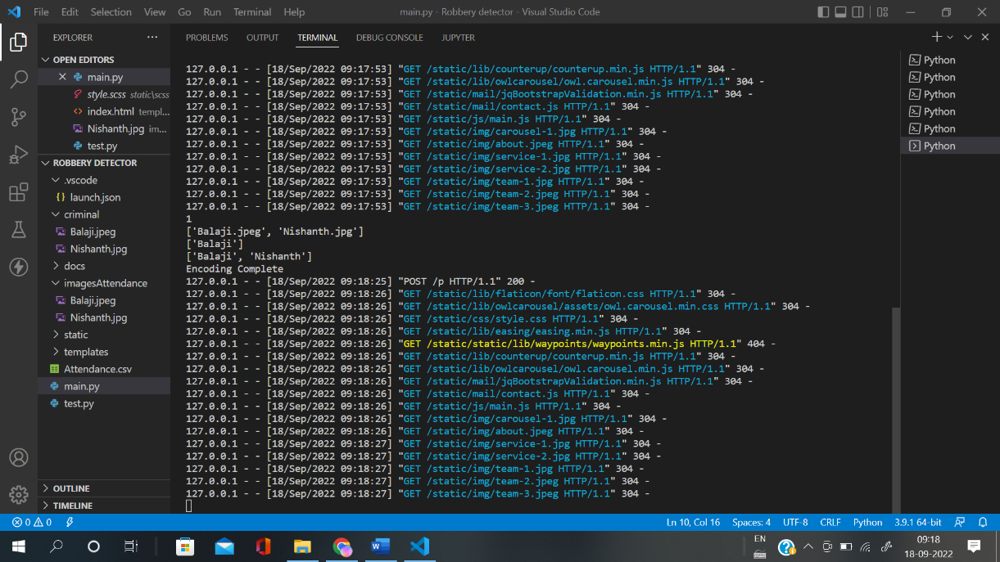 File Edit Selection View Go Run Terminal Help main.py - Robbery detector - Visual Studio Code
EXPLORER ...
OPEN EDITORS
main.py
style.scss static\scss
index.html templ...
Nishanth.jpg im...
test.py
ROBBERY DETECTOR
.vscode
launch.json
criminal
Balaji.jpeg
Nishanth.jpg
docs
imagesAttendance
Balaji.jpeg
Nishanth.jpg
static
templates
Attendance.csv
main.py
test.py
OUTLINE
TIMELINE
PROBLEMS OUTPUT TERMINAL DEBUG CONSOLE JUPYTER
127.0.0.1 - - [18/Sep/2022 09:17:53] "GET /static/lib/counterup/counterup.min.js HTTP/1.1" 304 -
127.0.0.1 - - [18/Sep/2022 09:17:53] "GET /static/lib/owlcarousel/owl.carousel.min.js HTTP/1.1" 304 -
127.0.0.1 - - [18/Sep/2022 09:17:53] "GET /static/mail/jqBootstrapValidation.min.js HTTP/1.1" 304 -
127.0.0.1 - - [18/Sep/2022 09:17:53] "GET /static/mail/contact.js HTTP/1.1" 304 -
127.0.0.1 - - [18/Sep/2022 09:17:53] "GET /static/js/main.js HTTP/1.1" 304 -
127.0.0.1 - - [18/Sep/2022 09:17:53] "GET /static/img/carousel-1.jpg HTTP/1.1" 304 -
127.0.0.1 - - [18/Sep/2022 09:17:53] "GET /static/img/about.jpeg HTTP/1.1" 304 -
127.0.0.1 - - [18/Sep/2022 09:17:53] "GET /static/img/service-1.jpg HTTP/1.1" 304 -
127.0.0.1 - - [18/Sep/2022 09:17:53] "GET /static/img/service-2.jpg HTTP/1.1" 304 -
127.0.0.1 - - [18/Sep/2022 09:17:53] "GET /static/img/team-1.jpg HTTP/1.1" 304 -
127.0.0.1 - - [18/Sep/2022 09:17:53] "GET /static/img/team-2.jpeg HTTP/1.1" 304 -
127.0.0.1 - - [18/Sep/2022 09:17:53] "GET /static/img/team-3.jpeg HTTP/1.1" 304 -
1
['Balaji.jpeg', 'Nishanth.jpg']
['Balaji']
['Balaji', 'Nishanth']
Encoding Complete
127.0.0.1 - - [18/Sep/2022 09:18:25] "POST /p HTTP/1.1" 200 -
127.0.0.1 - - [18/Sep/2022 09:18:26] "GET /static/lib/flaticon/font/flaticon.css HTTP/1.1" 304 -
127.0.0.1 - - [18/Sep/2022 09:18:26] "GET /static/lib/owlcarousel/assets/owl.carousel.min.css HTTP/1.1" 304 -
127.0.0.1 - - [18/Sep/2022 09:18:26] "GET /static/css/style.css HTTP/1.1" 304 -
127.0.0.1 - - [18/Sep/2022 09:18:26] "GET /static/lib/easing/easing.min.js HTTP/1.1" 304 -
127.0.0.1 - - [18/Sep/2022 09:18:26] "GET /static/static/lib/waypoints/waypoints.min.js HTTP/1.1" 404 -
127.0.0.1 - - [18/Sep/2022 09:18:26] "GET /static/lib/counterup/counterup.min.js HTTP/1.1" 304 -
127.0.0.1 - - [18/Sep/2022 09:18:26] "GET /static/lib/owlcarousel/owl.carousel.min.js HTTP/1.1" 304 -
127.0.0.1 - - [18/Sep/2022 09:18:26] "GET /static/mail/jqBootstrapValidation.min.js HTTP/1.1" 304 -
127.0.0.1 - - [18/Sep/2022 09:18:26] "GET /static/mail/contact.js HTTP/1.1" 304 -
127.0.0.1 - - [18/Sep/2022 09:18:26] "GET /static/js/main.js HTTP/1.1" 304 -
127.0.0.1 - - [18/Sep/2022 09:18:26] "GET /static/img/carousel-1.jpg HTTP/1.1" 304 -
127.0.0.1 - - [18/Sep/2022 09:18:26] "GET /static/img/about.jpeg HTTP/1.1" 304 -
127.0.0.1 - - [18/Sep/2022 09:18:27] "GET /static/img/service-1.jpg HTTP/1.1" 304 -
127.0.0.1 - - [18/Sep/2022 09:18:27] "GET /static/img/service-2.jpg HTTP/1.1" 304 -
127.0.0.1 - - [18/Sep/2022 09:18:27] "GET /static/img/team-1.jpg HTTP/1.1" 304 -
127.0.0.1 - - [18/Sep/2022 09:18:27] "GET /static/img/team-2.jpeg HTTP/1.1" 304 -
127.0.0.1 - - [18/Sep/2022 09:18:27] "GET /static/img/team-3.jpeg HTTP/1.1" 304 -
Python
Python
Python
Python
Python
Python
0 0 Ln 10, Col 16 Spaces: 4 UTF-8 CRLF Python 3.9.1 64-bit
EN
09:18
18-09-2022